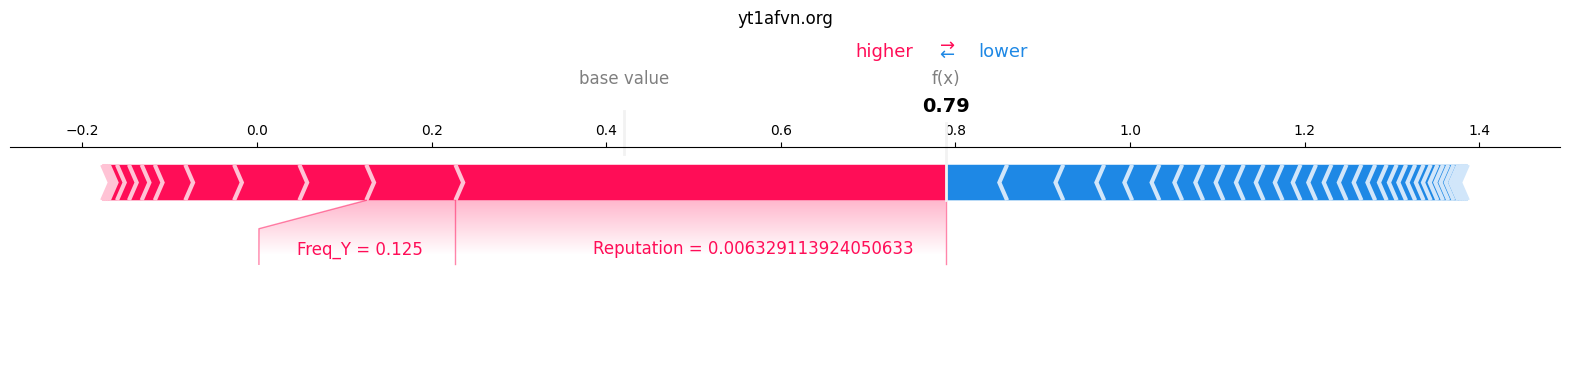 yt1afvn.org
higher → ← lower
base value f(x)
0.79
−0.2 0.0 0.2 0.4 0.6 0.8 1.0 1.2 1.4
Freq_Y = 0.125 Reputation = 0.006329113924050633